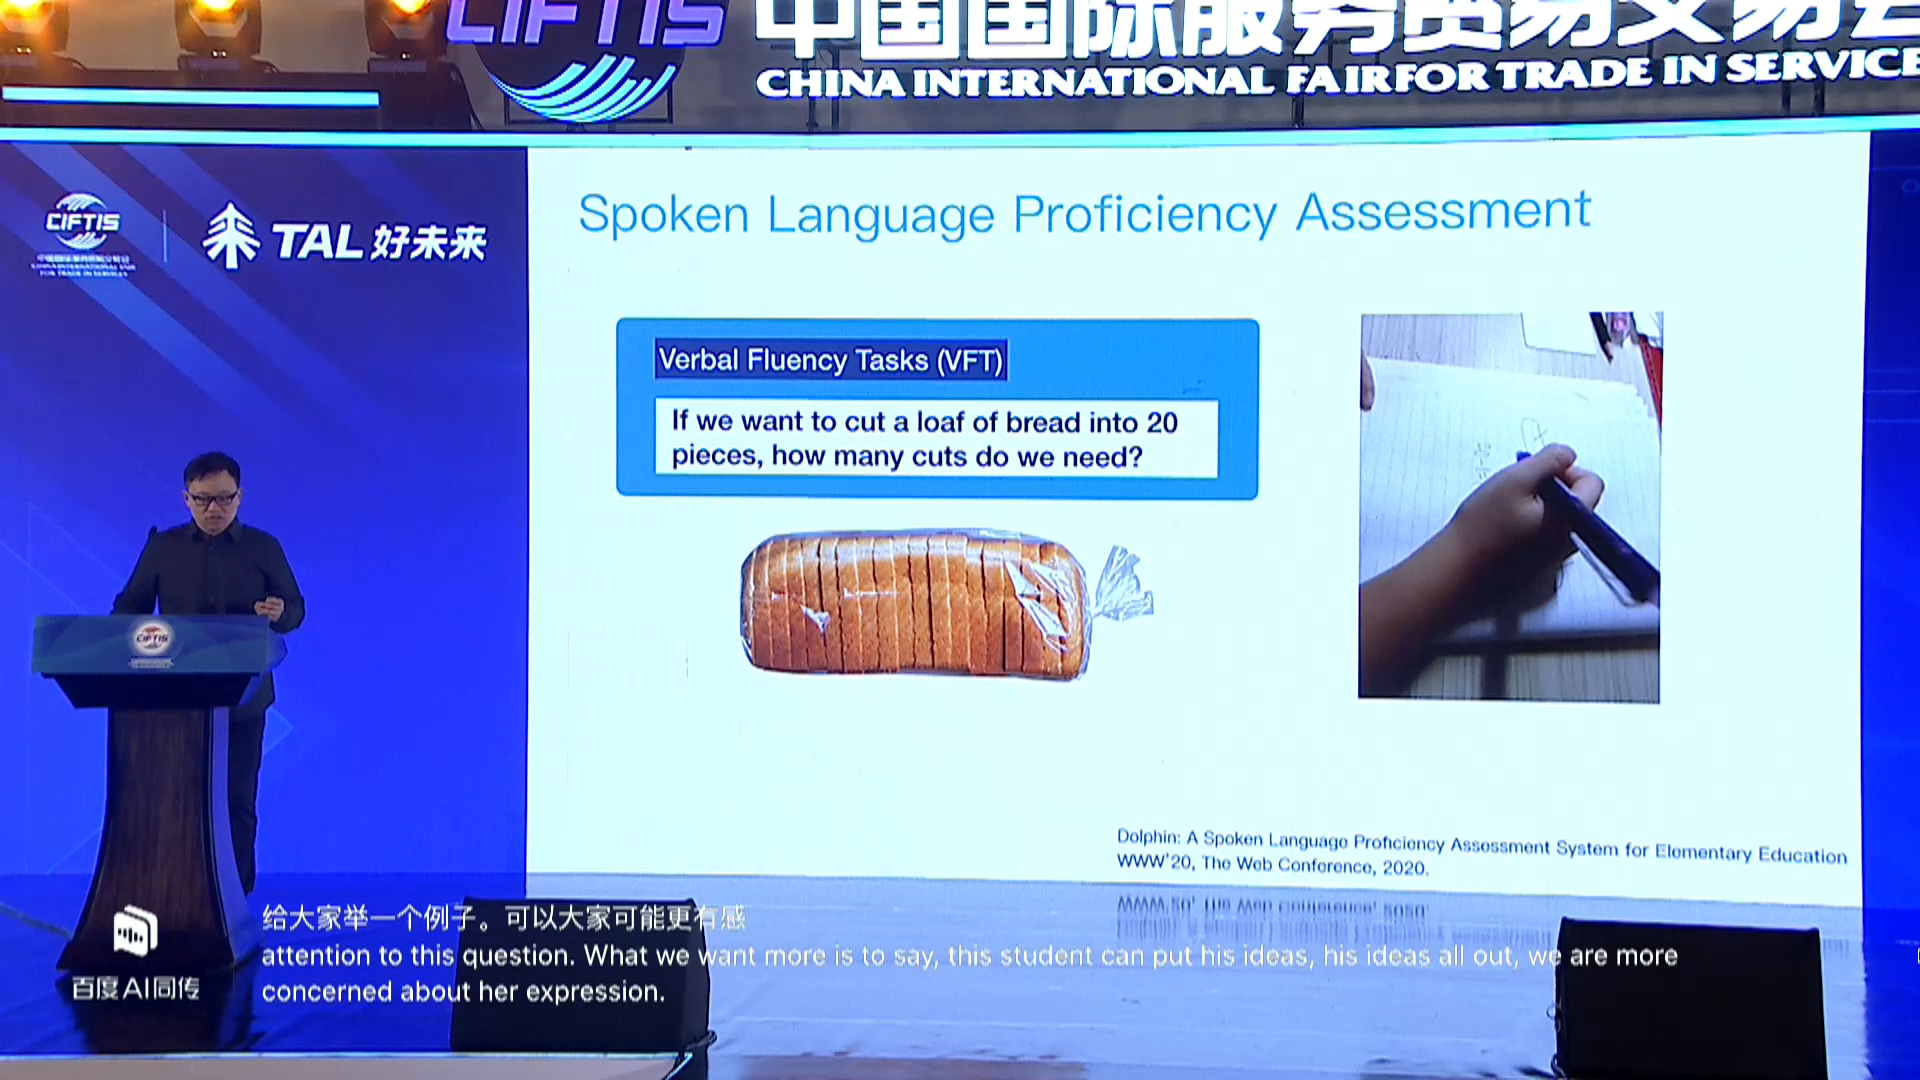 CIFTIS
中国国际服务贸易交易会
CHINA INTERNATIONAL FAIR FOR TRADE IN SERVICE
CIFTIS
TAL 好未来
Spoken Language Proficiency Assessment
Verbal Fluency Tasks (VFT)
If we want to cut a loaf of bread into 20
pieces, how many cuts do we need?
Dolphin: A Spoken Language Proficiency Assessment System for Elementary Education
WWW'20, The Web Conference, 2020.
CIFTIS
给大家举一个例子。可以大家可能更有感
attention to this question. What we want more is to say, this student can put his ideas, his ideas all out, we are more
concerned about her expression.
百度AI同传